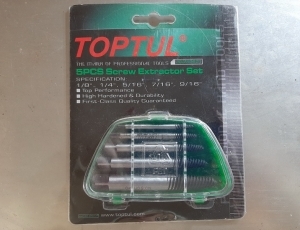 TOPTUL®
THE MARK OF PROFESSIONAL TOOLS
5PCS Screw Extractor Set
SPECIFICATION
1/8", 1/4", 5/16", 7/16", 9/16"
■ Top Performance
■ High Hardened & Durability
■ First-Class Quality Guaranteed